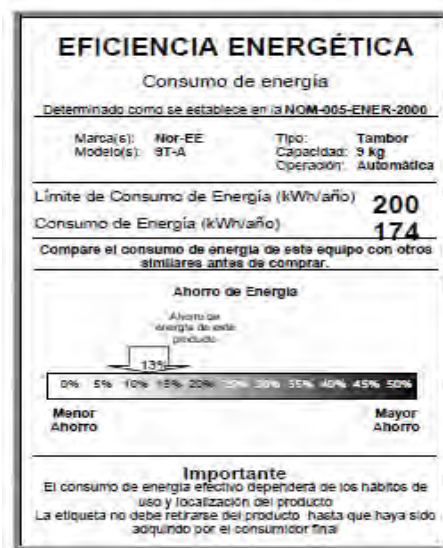 EFICIENCIA ENERGÉTICA
Consumo de energía
Determinado como se establece en la NOM-005-ENER-2000
Marca(s): Nor-EE Tipo: Tambor
Modelo(s): 9T-A Capacidad: 9 kg
Operación: Automática
Límite de Consumo de Energía (kWh/año) 200
Consumo de Energía (kWh/año) 174
Compare el consumo de energía de este equipo con otros
similares antes de comprar.
Ahorro de Energía
Ahorro de
energía de este
producto
13%
0% 5% 10% 15% 20% 25% 30% 35% 40% 45% 50%
Menor Mayor
Ahorro Ahorro
Importante
El consumo de energía efectivo dependerá de los hábitos de
uso y localización del producto
La etiqueta no debe retirarse del producto hasta que haya sido
adquirido por el consumidor final